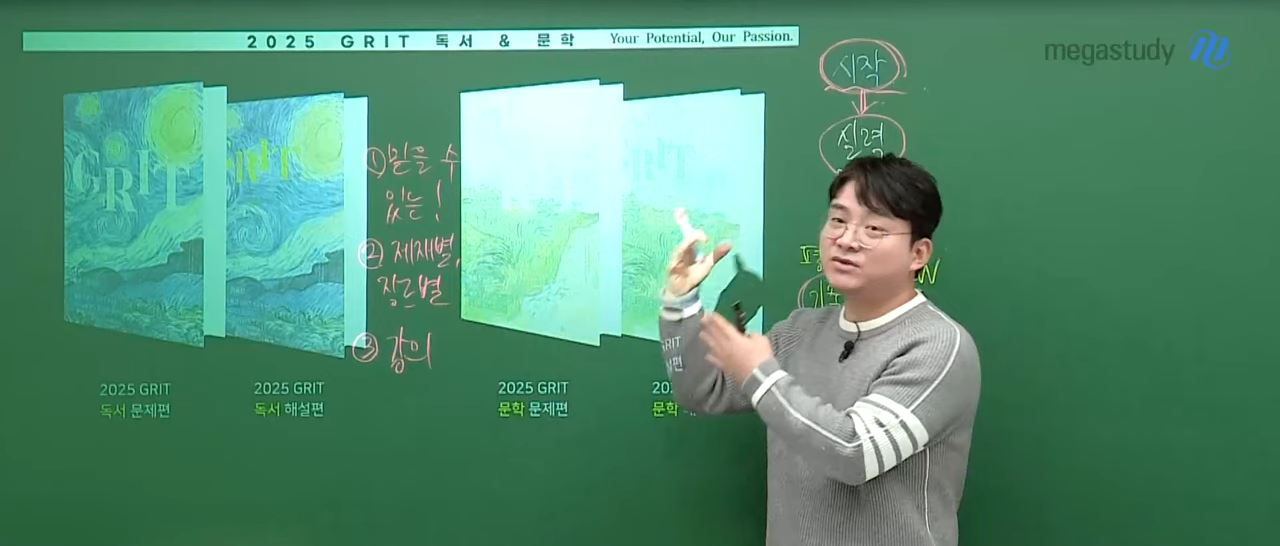 2025 GRIT 독서 & 문학 Your Potential, Our Passion.
megastudy
시작
실력
GRIT
GRIT
GRIT
① 믿을 수
있는!
② 제재별,
장르별
③ 강의
2025 GRIT
독서 문제편
2025 GRIT
독서 해설편
2025 GRIT
문학 문제편
문학